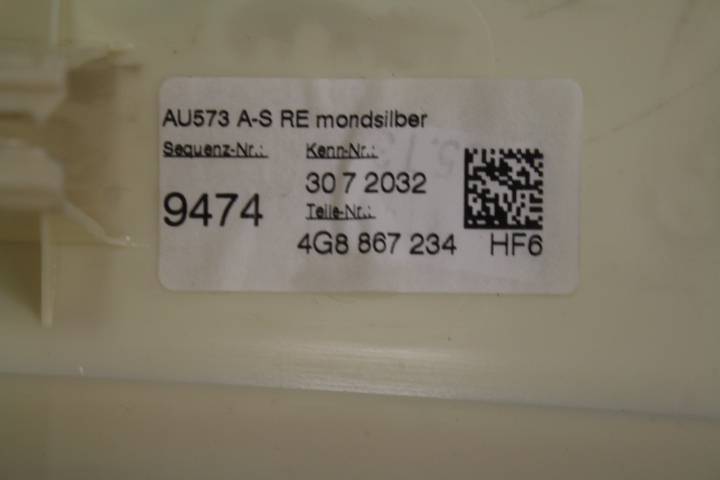 AU573 A-S RE mondsilber
Sequenz-Nr.: Kenn-Nr.:
30 7 2032
9474
Teile-Nr.:
4G8 867 234 HF6